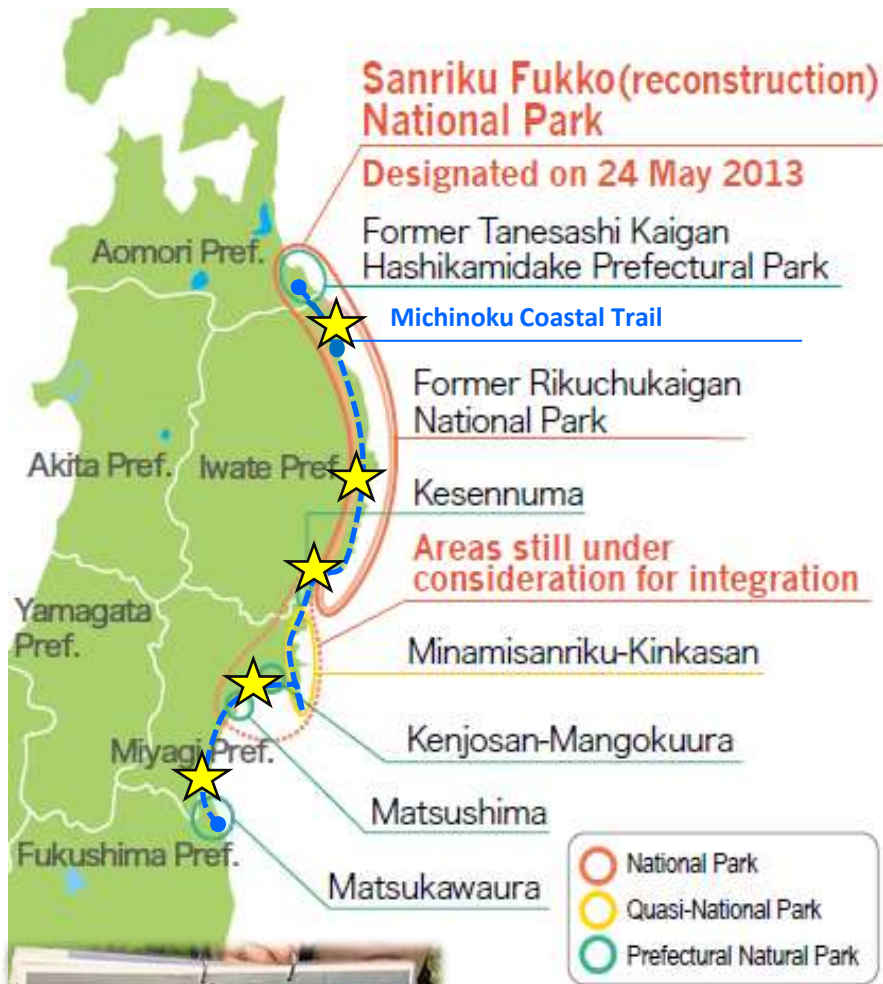 Sanriku Fukko(reconstruction)
National Park
Designated on 24 May 2013
Former Tanesashi Kaigan
Hashikamidake Prefectural Park
Aomori Pref.
Michinoku Coastal Trail
Former Rikuchukaigan
National Park
Akita Pref.
Iwate Pref.
Kesennuma
Areas still under
consideration for integration
Yamagata
Pref.
Minamisanriku-Kinkasan
Kenjosan-Mangokuura
Miyagi Pref.
Matsushima
Fukushima Pref.
Matsukawaura
National Park
Quasi-National Park
Prefectural Natural Park